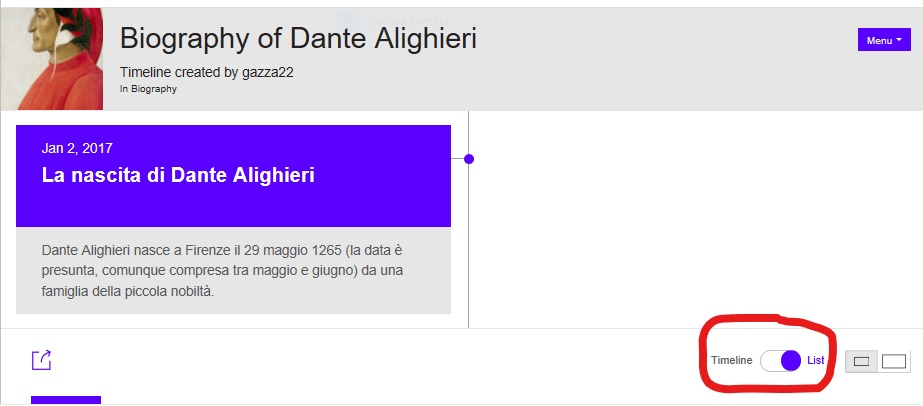 Biography of Dante Alighieri
Timeline created by gazza22
In Biography
Menu
Jan 2, 2017
La nascita di Dante Alighieri
Dante Alighieri nasce a Firenze il 29 maggio 1265 (la data è
presunta, comunque compresa tra maggio e giugno) da una
famiglia della piccola nobiltà.
Timeline List